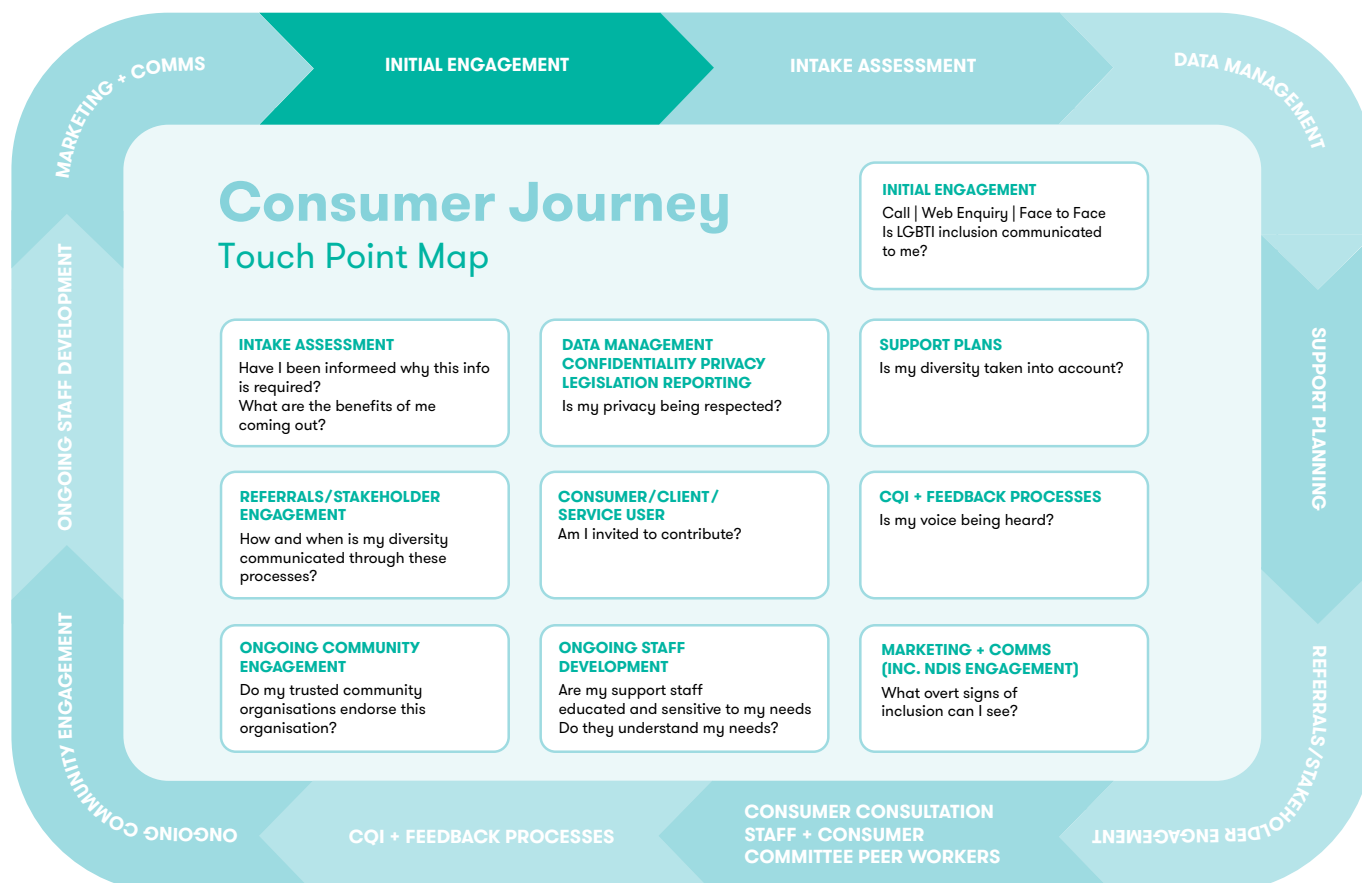 MARKETING + COMMS
INITIAL ENGAGEMENT
INTAKE ASSESSMENT
DATA MANAGEMENT
SUPPORT PLANNING
REFERRALS/STAKEHOLDER ENGAGEMENT
CONSUMER CONSULTATION
STAFF + CONSUMER
COMMITTEE PEER WORKERS
CQI + FEEDBACK PROCESSES
ONGOING COMMUNITY ENGAGEMENT
ONGOING STAFF DEVELOPMENT
Consumer Journey
Touch Point Map
INITIAL ENGAGEMENT
Call | Web Enquiry | Face to Face
Is LGBTI inclusion communicated
to me?
INTAKE ASSESSMENT
Have I been informeed why this info
is required?
What are the benefits of me
coming out?
DATA MANAGEMENT
CONFIDENTIALITY PRIVACY
LEGISLATION REPORTING
Is my privacy being respected?
SUPPORT PLANS
Is my diversity taken into account?
REFERRALS/STAKEHOLDER
ENGAGEMENT
How and when is my diversity
communicated through these
processes?
CONSUMER/CLIENT/
SERVICE USER
Am I invited to contribute?
CQI + FEEDBACK PROCESSES
Is my voice being heard?
ONGOING COMMUNITY
ENGAGEMENT
Do my trusted community
organisations endorse this
organisation?
ONGOING STAFF
DEVELOPMENT
Are my support staff
educated and sensitive to my needs
Do they understand my needs?
MARKETING + COMMS
(INC. NDIS ENGAGEMENT)
What overt signs of
inclusion can I see?